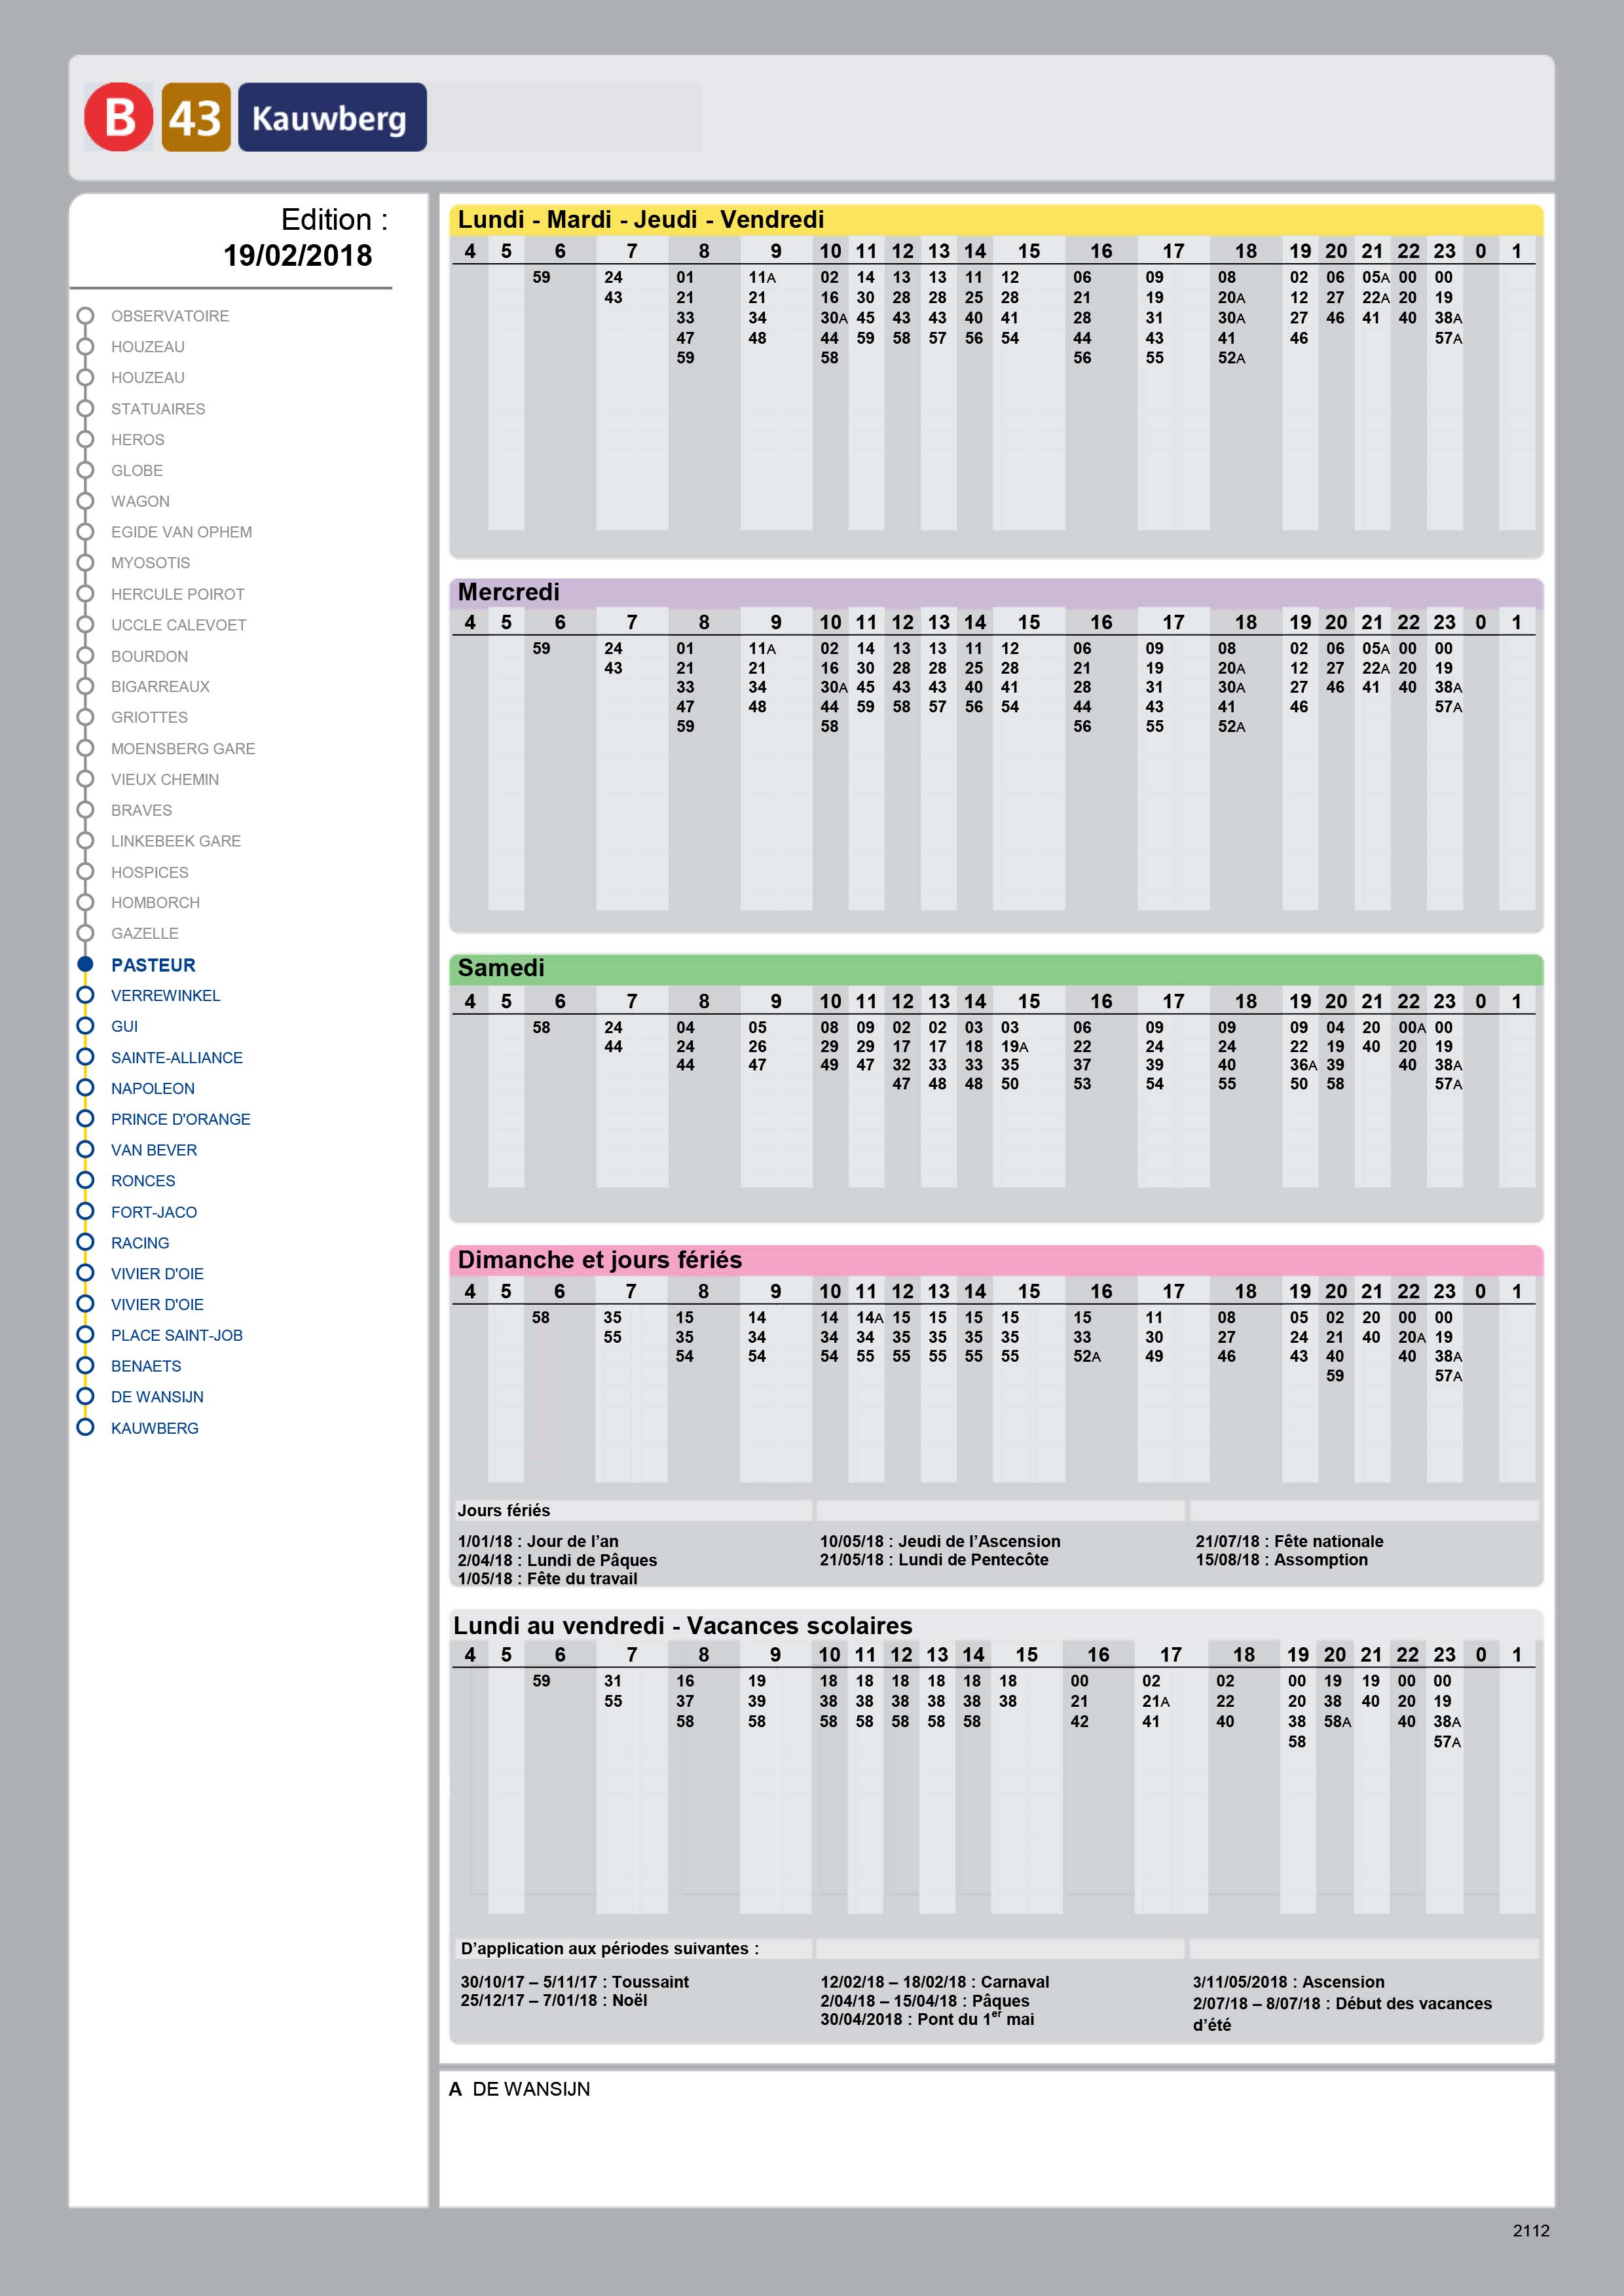 B 43 Kauwberg
Edition :
19/02/2018
OBSERVATOIRE
HOUZEAU
HOUZEAU
STATUAIRES
HEROS
GLOBE
WAGON
EGIDE VAN OPHEM
MYOSOTIS
HERCULE POIROT
UCCLE CALEVOET
BOURDON
BIGARREAUX
GRIOTTES
MOENSBERG GARE
VIEUX CHEMIN
BRAVES
LINKEBEEK GARE
HOSPICES
HOMBORCH
GAZELLE
PASTEUR
VERREWINKEL
GUI
SAINTE-ALLIANCE
NAPOLEON
PRINCE D'ORANGE
VAN BEVER
RONCES
FORT-JACO
RACING
VIVIER D'OIE
VIVIER D'OIE
PLACE SAINT-JOB
BENAETS
DE WANSIJN
KAUWBERG
Lundi - Mardi - Jeudi - Vendredi
4 5 6 7 8 9 10 11 12 13 14 15 16 17 18 19 20 21 22 23 0 1
59 24 01 11A 02 14 13 13 11 12 06 09 08 02 06 05A 00 00
43 21 21 16 30 28 28 25 28 21 19 20A 12 27 22A 20 19
33 34 30A 45 43 43 40 41 28 31 30A 27 46 41 40 38A
47 48 44 59 58 57 56 54 44 43 41 46 57A
59 58 56 55 52A
Mercredi
4 5 6 7 8 9 10 11 12 13 14 15 16 17 18 19 20 21 22 23 0 1
59 24 01 11A 02 14 13 13 11 12 06 09 08 02 06 05A 00 00
43 21 21 16 30 28 28 25 28 21 19 20A 12 27 22A 20 19
33 34 30A 45 43 43 40 41 28 31 30A 27 46 41 40 38A
47 48 44 59 58 57 56 54 44 43 41 46 57A
59 58 56 55 52A
Samedi
4 5 6 7 8 9 10 11 12 13 14 15 16 17 18 19 20 21 22 23 0 1
58 24 04 05 08 09 02 02 03 03 06 09 09 09 04 20 00A 00
44 24 26 29 29 17 17 18 19A 22 24 24 22 19 40 20 19
44 47 49 47 32 33 33 35 37 39 40 36A 39 40 38A
47 48 48 50 53 54 55 50 58 57A
Dimanche et jours fériés
4 5 6 7 8 9 10 11 12 13 14 15 16 17 18 19 20 21 22 23 0 1
58 35 15 14 14 14A 15 15 15 15 15 11 08 05 02 20 00 00
55 35 34 34 34 35 35 35 35 33 30 27 24 21 40 20A 19
54 54 54 55 55 55 55 55 52A 49 46 43 40 40 38A
59 57A
Jours fériés
1/01/18 : Jour de l’an 10/05/18 : Jeudi de l’Ascension 21/07/18 : Fête nationale
2/04/18 : Lundi de Pâques 21/05/18 : Lundi de Pentecôte 15/08/18 : Assomption
1/05/18 : Fête du travail
Lundi au vendredi - Vacances scolaires
4 5 6 7 8 9 10 11 12 13 14 15 16 17 18 19 20 21 22 23 0 1
59 31 16 19 18 18 18 18 18 18 00 02 02 00 19 19 00 00
55 37 39 38 38 38 38 38 38 21 21A 22 20 38 40 20 19
58 58 58 58 58 58 58 42 41 40 38 58A 40 38A
58 57A
D’application aux périodes suivantes :
30/10/17 – 5/11/17 : Toussaint 12/02/18 – 18/02/18 : Carnaval 3/11/05/2018 : Ascension
25/12/17 – 7/01/18 : Noël 2/04/18 – 15/04/18 : Pâques 2/07/18 – 8/07/18 : Début des vacances
30/04/2018 : Pont du 1er mai d’été
A DE WANSIJN
2112